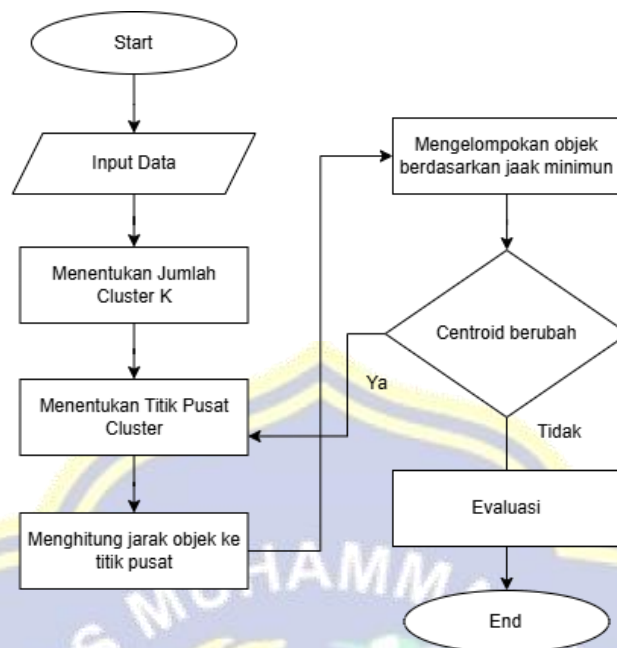 Start
Input Data
Menentukan Jumlah
Cluster K
Menentukan Titik Pusat
Cluster
Menghitung jarak objek ke
titik pusat
Mengelompokan objek
berdasarkan jaak minimun
Centroid berubah
Ya
Tidak
Evaluasi
End
S MUHAMM